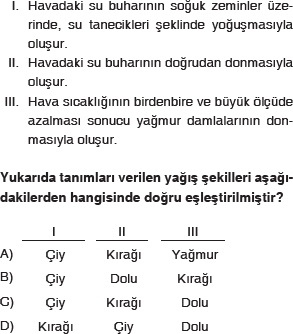 I. Havadaki su buharının soğuk zeminler üze-
rinde, su tanecikleri şeklinde yoğuşmasıyla
oluşur.
II. Havadaki su buharının doğrudan donmasıyla
oluşur.
III. Hava sıcaklığının birdenbire ve büyük ölçüde
azalması sonucu yağmur damlalarının don-
masıyla oluşur.
Yukarıda tanımları verilen yağış şekilleri aşağı-
dakilerden hangisinde doğru eşleştirilmiştir?
I II III
A) Çiy Kırağı Yağmur
B) Çiy Dolu Kırağı
C) Çiy Kırağı Dolu
D) Kırağı Çiy Dolu